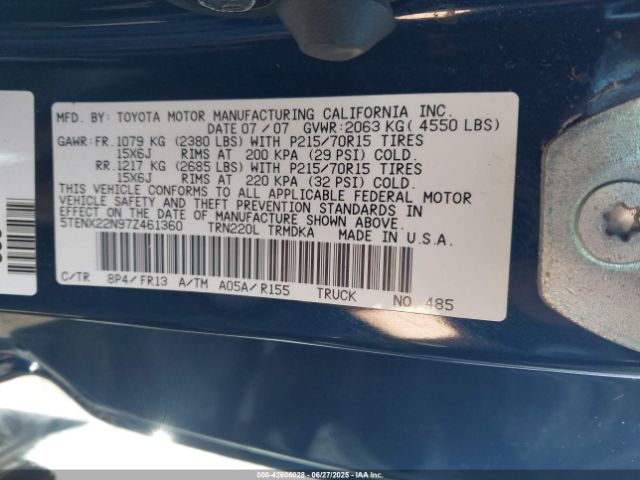 MFD. BY: TOYOTA MOTOR MANUFACTURING CALIFORNIA INC.
DATE 07 / 07 GVWR: 2063 KG( 4550 LBS)
GAWR: FR. 1079 KG (2380 LBS) WITH P215/70R15 TIRES
15X6J RIMS AT 200 KPA (29 PSI) COLD.
RR. 1217 KG (2685 LBS) WITH P215/70R15 TIRES
15X6J RIMS AT 220 KPA (32 PSI) COLD.
THIS VEHICLE CONFORMS TO ALL APPLICABLE FEDERAL MOTOR
VEHICLE SAFETY AND THEFT PREVENTION STANDARDS IN
EFFECT ON THE DATE OF MANUFACTURE SHOWN ABOVE.
5TENX22N97Z461360 TRN220L TRMDKA MADE IN U.S.A.
C/TR 8P4/ FR13 A/TM A05A/ R155 TRUCK NO. 485
000-42606028 - 06/27/2025 - IAAI.COM